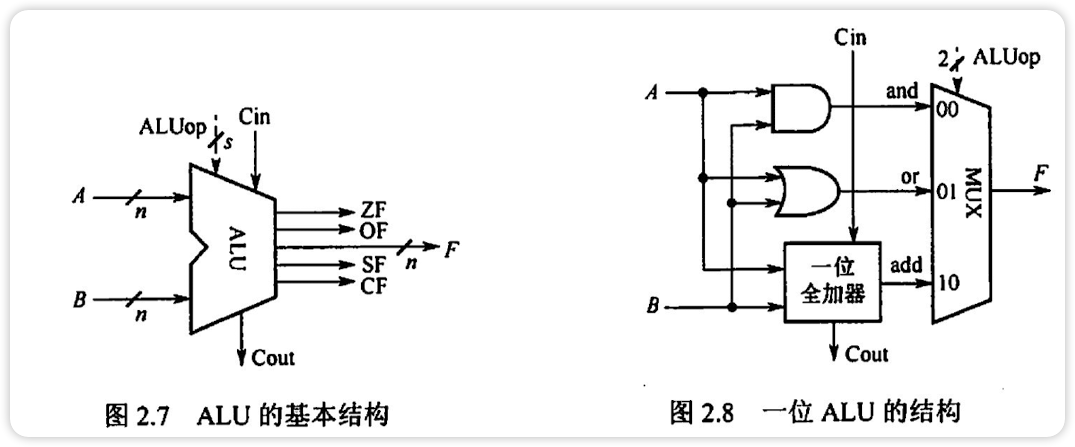 ALUop
s
Cin
A
n
B
n
ALU
ZF
OF
n
F
SF
CF
Cout
图 2.7 ALU 的基本结构
Cin
2
ALUop
A
and
00
or
01
MUX
F
一位
全加器
add
10
B
Cout
图 2.8 一位 ALU 的结构